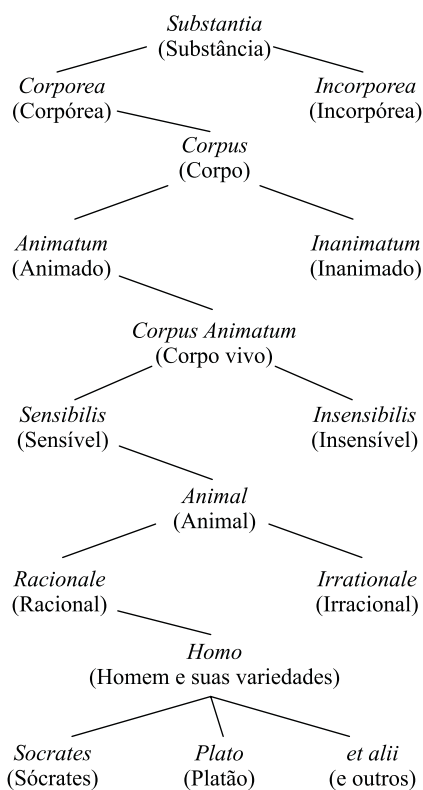 Substantia
(Substância)
Corporea
(Corpórea)
Incorporea
(Incorpórea)
Corpus
(Corpo)
Animatum
(Animado)
Inanimatum
(Inanimado)
Corpus Animatum
(Corpo vivo)
Sensibilis
(Sensível)
Insensibilis
(Insensível)
Animal
(Animal)
Racionale
(Racional)
Irrationale
(Irracional)
Homo
(Homem e suas variedades)
Socrates
(Sócrates)
Plato
(Platão)
et alii
(e outros)